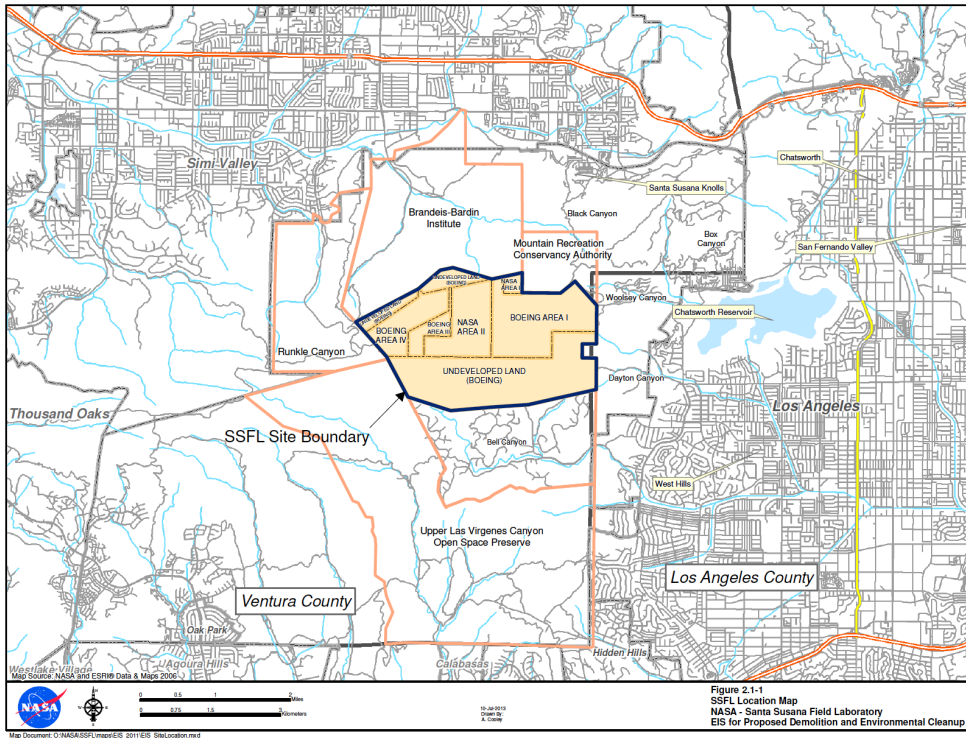 Simi Valley
Chatsworth
Santa Susana Knolls
Brandeis-Bardin
Institute
Black Canyon
Box
Canyon
Mountain Recreation
Conservancy Authority
San Fernando Valley
UNDEVELOPED LAND
(BOEING)
NASA
AREA I
Woolsey Canyon
(BOEING)
BOEING AREA I
Chatsworth Reservoir
BOEING
AREA III
NASA
AREA II
BOEING
AREA IV
Runkle Canyon
UNDEVELOPED LAND
(BOEING)
Dayton Canyon
Thousand Oaks
Los Angeles
SSFL Site Boundary
Bell Canyon
West Hills
Upper Las Virgenes Canyon
Open Space Preserve
Los Angeles County
Ventura County
Oak Park
Hidden Hills
Westlake Village
Agoura Hills
Calabasas
Map Source: NASA and ESRI® Data & Maps 2006
NASA
N
W
E
S
0 0.5 1 2
Miles
0 0.75 1.5 3
Kilometers
10-Jul-2013
Drawn By:
A. Cooley
Figure 2.1-1
SSFL Location Map
NASA - Santa Susana Field Laboratory
EIS for Proposed Demolition and Environmental Cleanup
Map Document: O:\NASA\SSFL\maps\EIS_2011\EIS_SiteLocation.mxd